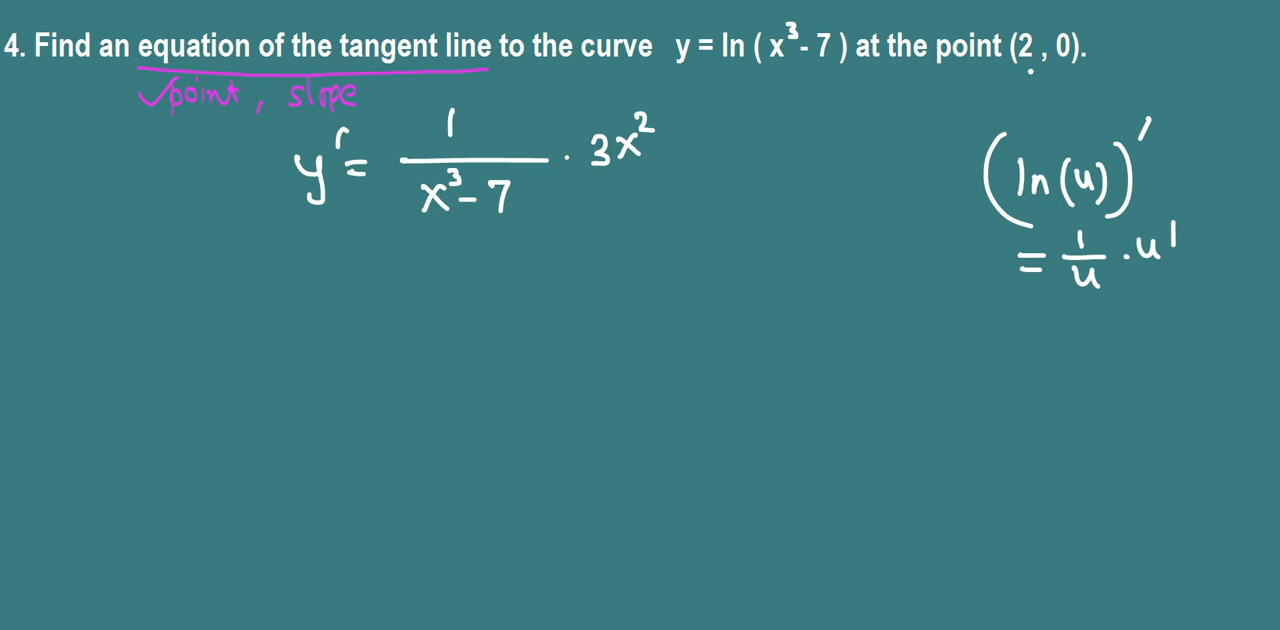 4. Find an equation of the tangent line to the curve y = ln ( x³- 7 ) at the point (2 , 0).
✓point , slope
y' = 1/(x³-7) · 3x²
(ln(u))'
= 1/u · u'